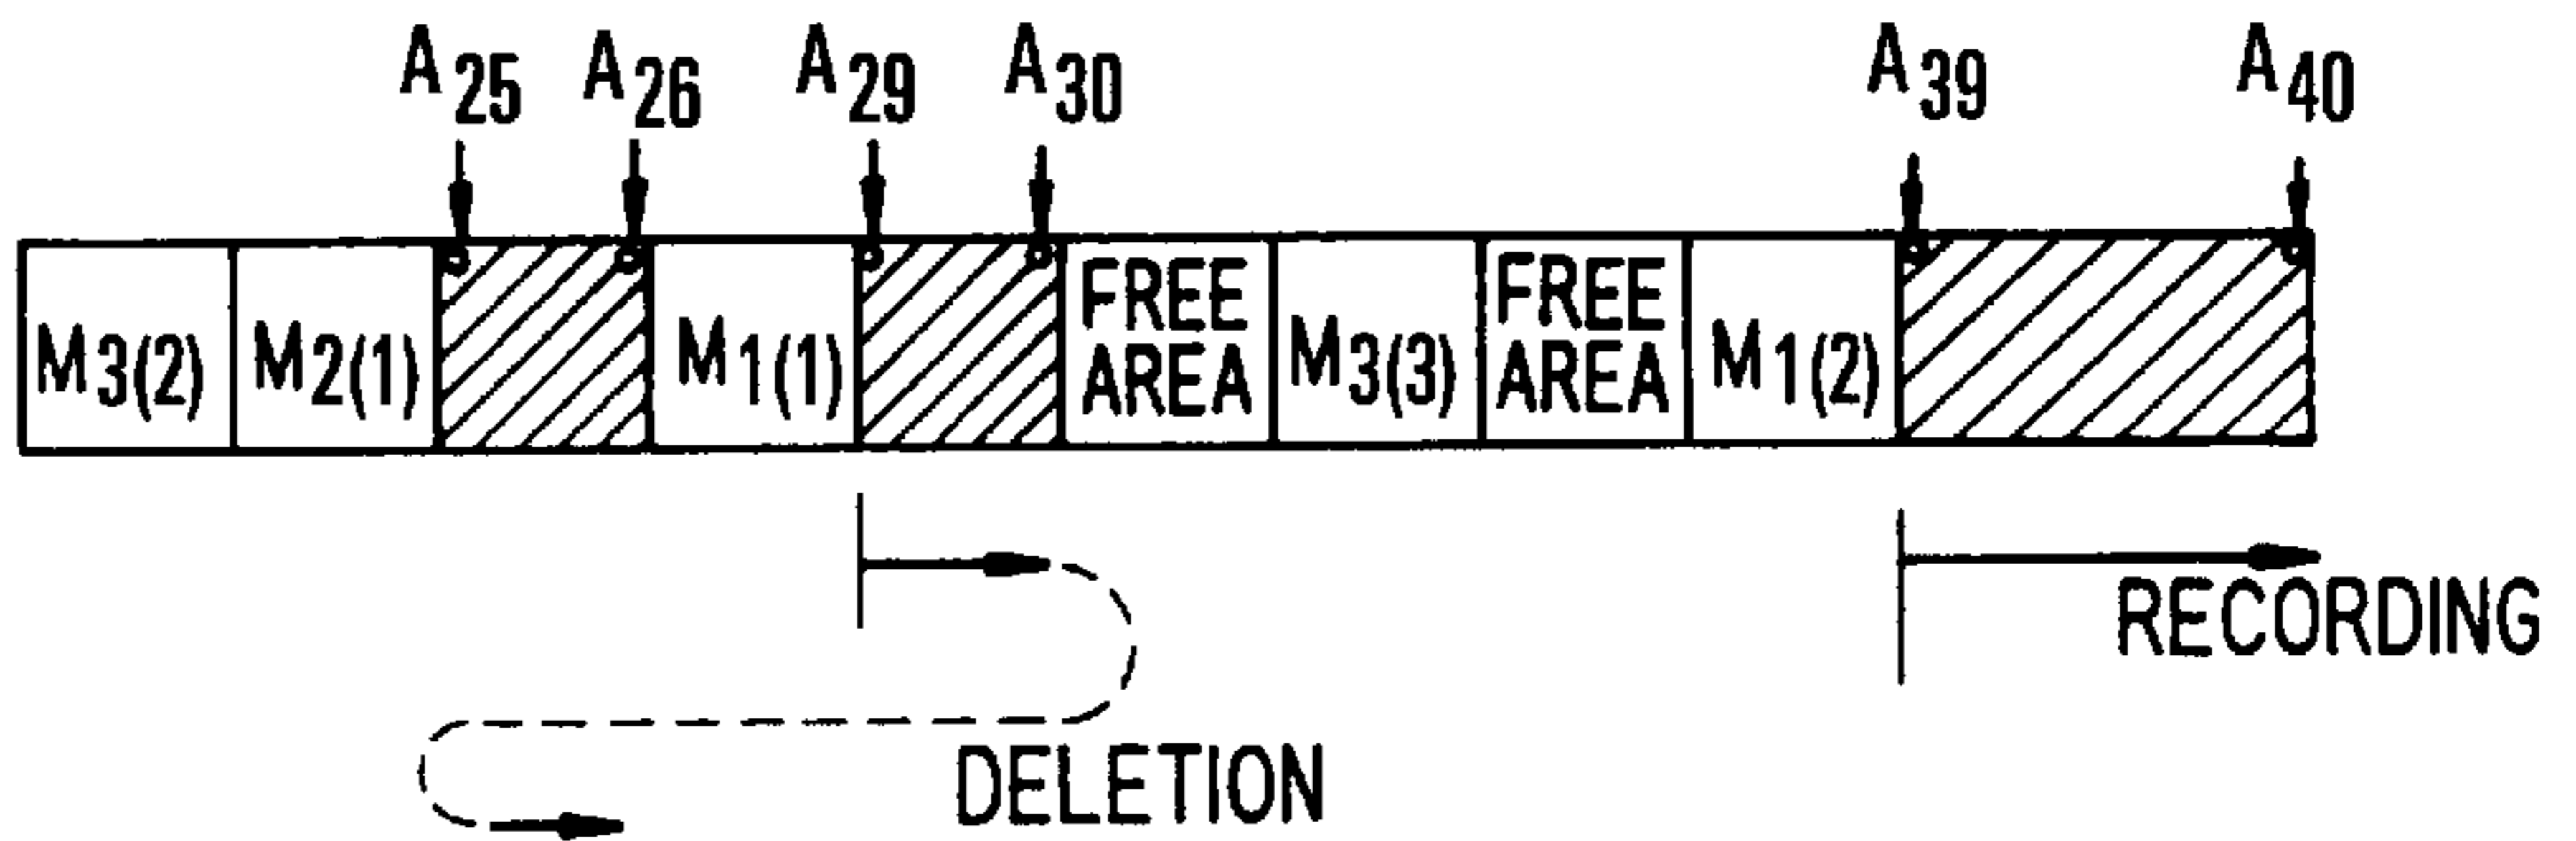 A25 A26 A29 A30 A39 A40
M3(2) M2(1) M1(1) FREE AREA M3(3) FREE AREA M1(2)
RECORDING
DELETION